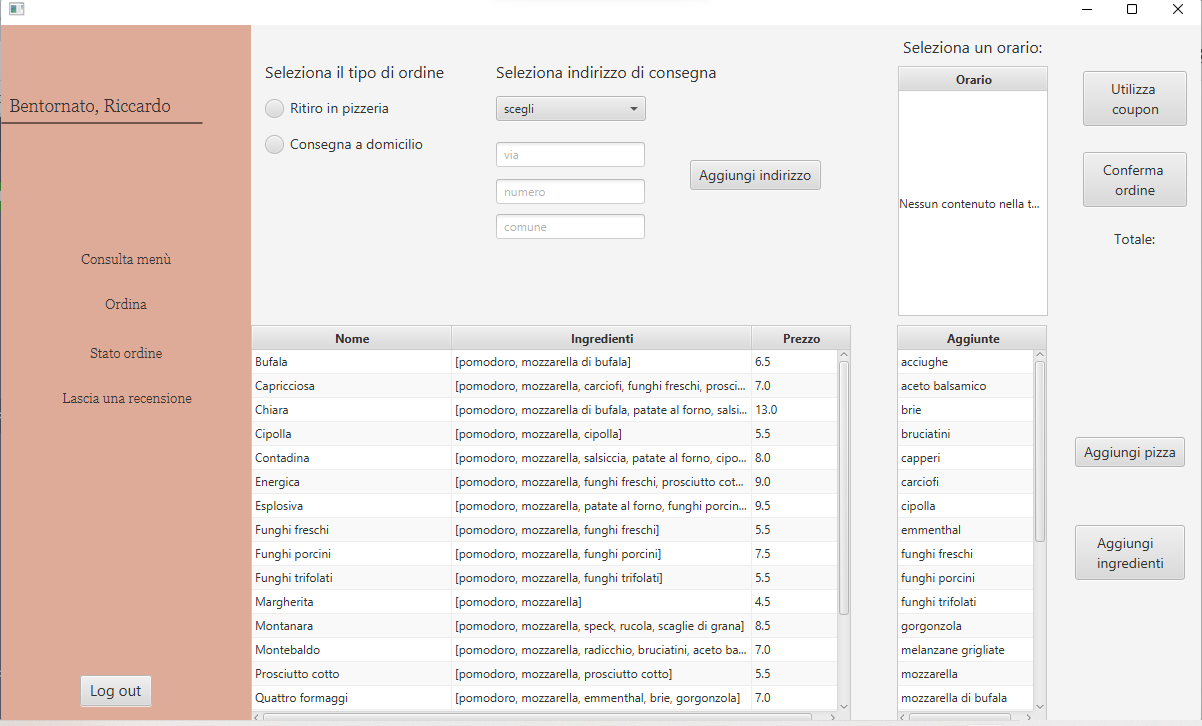 Bentornato, Riccardo
Consulta menù
Ordina
Stato ordine
Lascia una recensione
Log out
Seleziona il tipo di ordine
Ritiro in pizzeria
Consegna a domicilio
Seleziona indirizzo di consegna
scegli
via
numero
comune
Aggiungi indirizzo
Seleziona un orario:
Orario
Nessun contenuto nella t...
Utilizza
coupon
Conferma
ordine
Totale:
Nome Ingredienti Prezzo
Bufala [pomodoro, mozzarella di bufala] 6.5
Capricciosa [pomodoro, mozzarella, carciofi, funghi freschi, prosci... 7.0
Chiara [pomodoro, mozzarella di bufala, patate al forno, salsi... 13.0
Cipolla [pomodoro, mozzarella, cipolla] 5.5
Contadina [pomodoro, mozzarella, salsiccia, patate al forno, cipo... 8.0
Energica [pomodoro, mozzarella, funghi freschi, prosciutto cot... 9.0
Esplosiva [pomodoro, mozzarella, patate al forno, funghi porcin... 9.5
Funghi freschi [pomodoro, mozzarella, funghi freschi] 5.5
Funghi porcini [pomodoro, mozzarella, funghi porcini] 7.5
Funghi trifolati [pomodoro, mozzarella, funghi trifolati] 5.5
Margherita [pomodoro, mozzarella] 4.5
Montanara [pomodoro, mozzarella, speck, rucola, scaglie di grana] 8.5
Montebaldo [pomodoro, mozzarella, radicchio, bruciatini, aceto ba... 7.0
Prosciutto cotto [pomodoro, mozzarella, prosciutto cotto] 5.5
Quattro formaggi [pomodoro, mozzarella, emmenthal, brie, gorgonzola] 7.0
Aggiunte
acciughe
aceto balsamico
brie
bruciatini
capperi
carciofi
cipolla
emmenthal
funghi freschi
funghi porcini
funghi trifolati
gorgonzola
melanzane grigliate
mozzarella
mozzarella di bufala
Aggiungi pizza
Aggiungi
ingredienti